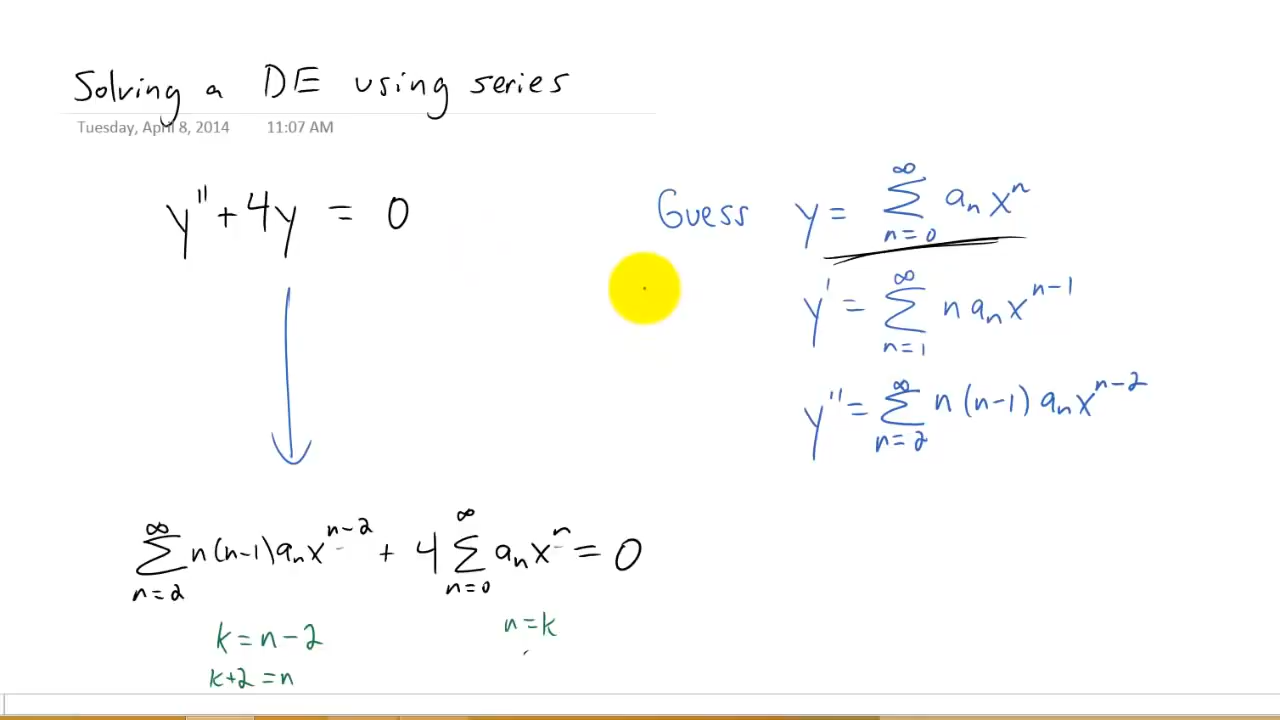 Solving a DE using series
Tuesday, April 8, 2014 11:07 AM
y'' + 4y = 0
Guess y = ∑_{n=0}^{∞} a_n x^n
y' = ∑_{n=1}^{∞} n a_n x^{n-1}
y'' = ∑_{n=2}^{∞} n(n-1) a_n x^{n-2}
∑_{n=2}^{∞} n(n-1) a_n x^{n-2} + 4 ∑_{n=0}^{∞} a_n x^n = 0
k = n-2
n = k
k+2 = n